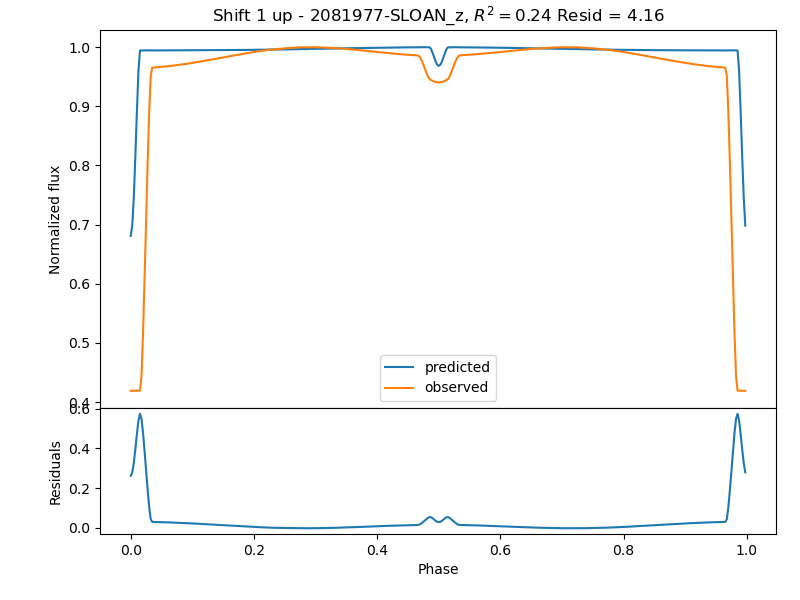 Shift 1 up - 2081977-SLOAN_z, R² = 0.24 Resid = 4.16
1.0
0.9
0.8
0.7
0.6
0.5
0.4
Normalized flux
predicted
observed
0.6
0.4
0.2
0.0
Residuals
0.0 0.2 0.4 0.6 0.8 1.0
Phase